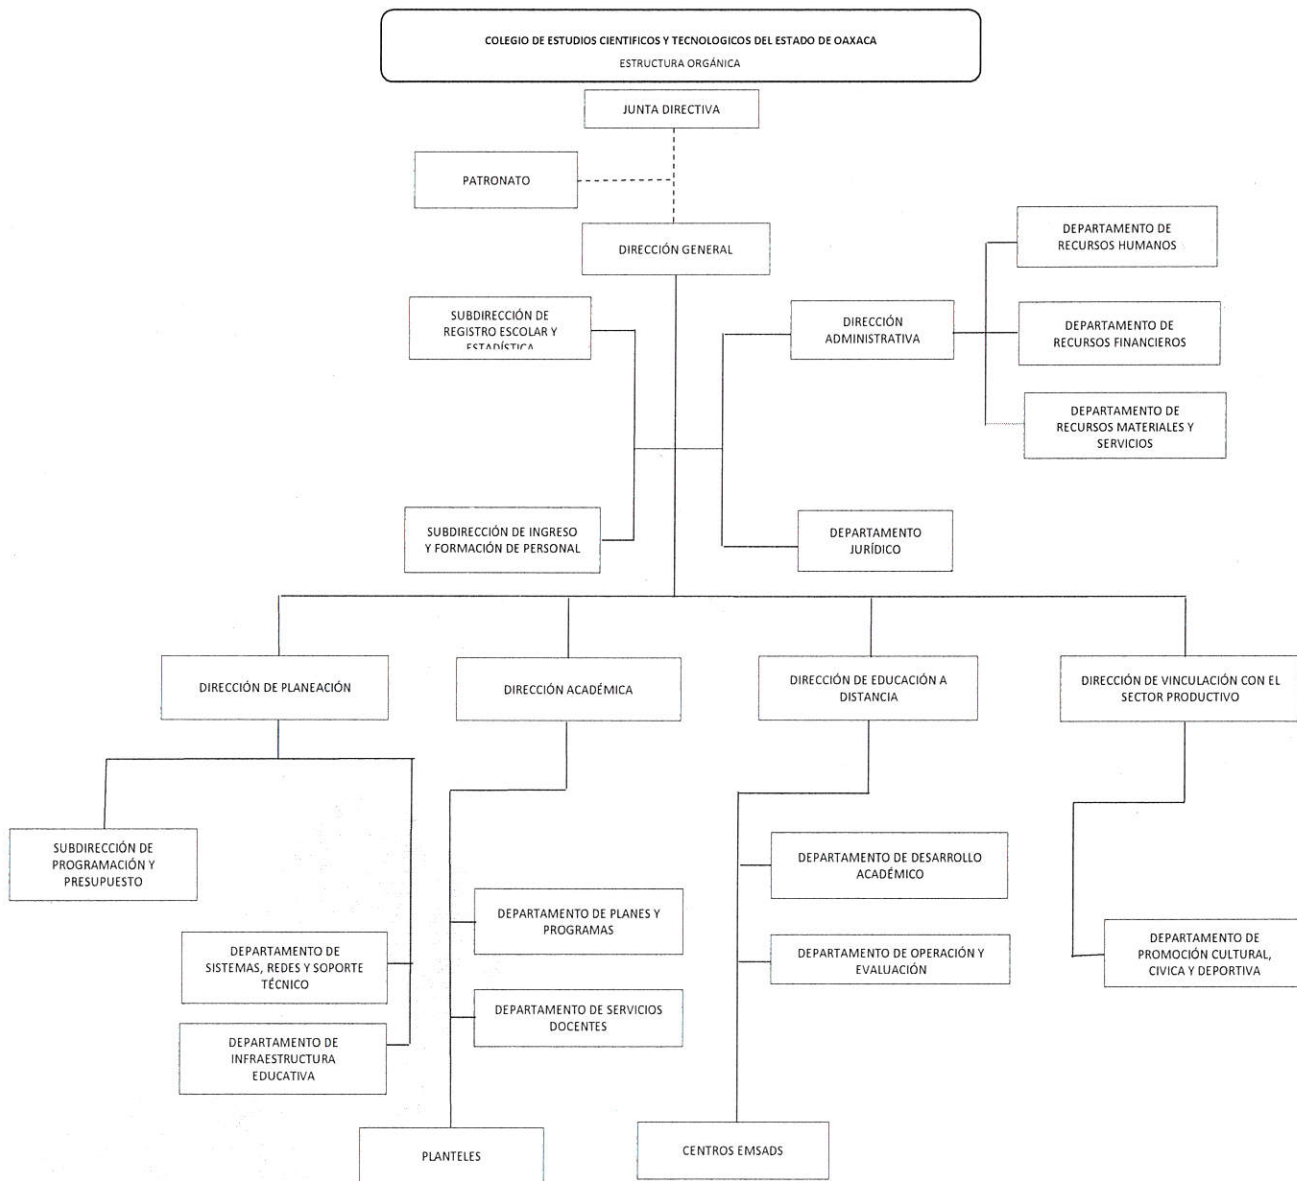 COLEGIO DE ESTUDIOS CIENTIFICOS Y TECNOLOGICOS DEL ESTADO DE OAXACA
ESTRUCTURA ORGÁNICA
JUNTA DIRECTIVA
PATRONATO
DIRECCIÓN GENERAL
DEPARTAMENTO DE
RECURSOS HUMANOS
SUBDIRECCIÓN DE
REGISTRO ESCOLAR Y
ESTADÍSTICA
DIRECCIÓN
ADMINISTRATIVA
DEPARTAMENTO DE
RECURSOS FINANCIEROS
DEPARTAMENTO DE
RECURSOS MATERIALES Y
SERVICIOS
SUBDIRECCIÓN DE INGRESO
Y FORMACIÓN DE PERSONAL
DEPARTAMENTO
JURÍDICO
DIRECCIÓN DE PLANEACIÓN
DIRECCIÓN ACADÉMICA
DIRECCIÓN DE EDUCACIÓN A
DISTANCIA
DIRECCIÓN DE VINCULACIÓN CON EL
SECTOR PRODUCTIVO
SUBDIRECCIÓN DE
PROGRAMACIÓN Y
PRESUPUESTO
DEPARTAMENTO DE DESARROLLO
ACADÉMICO
DEPARTAMENTO DE PLANES Y
PROGRAMAS
DEPARTAMENTO DE
SISTEMAS, REDES Y SOPORTE
TÉCNICO
DEPARTAMENTO DE OPERACIÓN Y
EVALUACIÓN
DEPARTAMENTO DE
PROMOCIÓN CULTURAL,
CIVICA Y DEPORTIVA
DEPARTAMENTO DE SERVICIOS
DOCENTES
DEPARTAMENTO DE
INFRAESTRUCTURA
EDUCATIVA
PLANTELES
CENTROS EMSADS